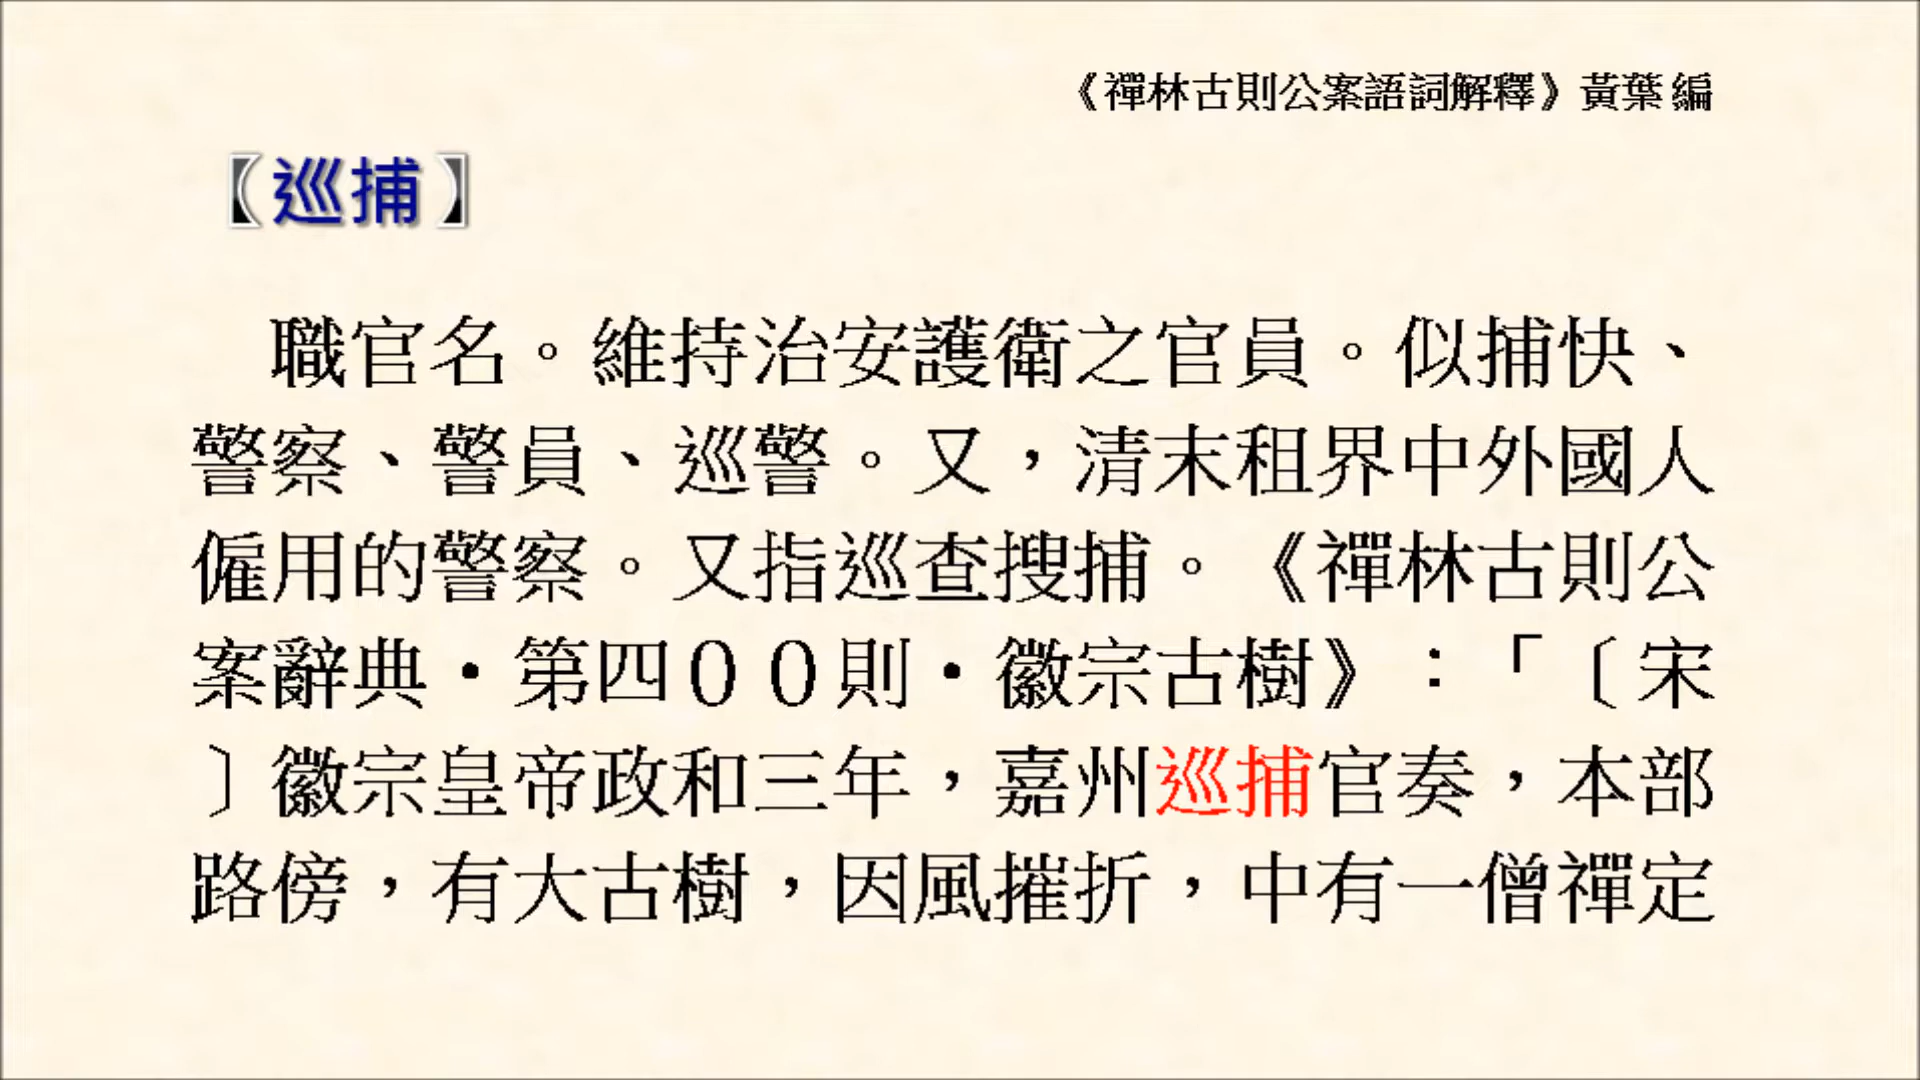 《禪林古則公案語詞解釋》黃葉 編
【巡捕】
職官名。維持治安護衛之官員。似捕快、
警察、警員、巡警。又，清末租界中外國人
僱用的警察。又指巡查搜捕。《禪林古則公
案辭典‧第四００則‧徽宗古樹》：「〔宋
〕徽宗皇帝政和三年，嘉州巡捕官奏，本部
路傍，有大古樹，因風摧折，中有一僧禪定